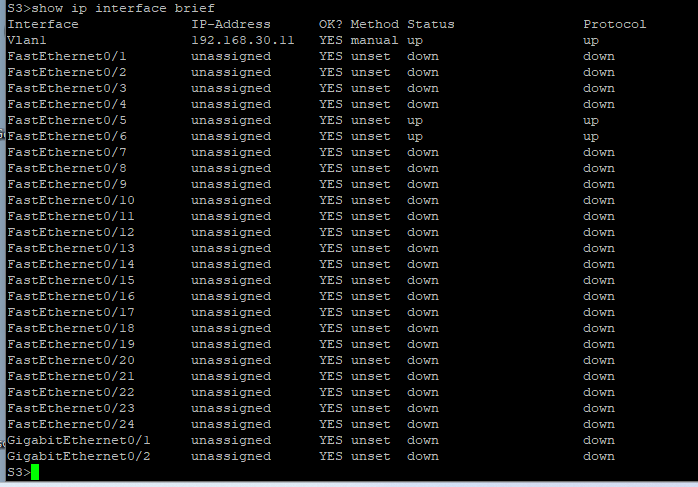 S3>show ip interface brief
Interface              IP-Address      OK? Method Status                Protocol
Vlan1                  192.168.30.11   YES manual up                    up
FastEthernet0/1        unassigned      YES unset  down                  down
FastEthernet0/2        unassigned      YES unset  down                  down
FastEthernet0/3        unassigned      YES unset  down                  down
FastEthernet0/4        unassigned      YES unset  down                  down
FastEthernet0/5        unassigned      YES unset  up                    up
FastEthernet0/6        unassigned      YES unset  up                    up
FastEthernet0/7        unassigned      YES unset  down                  down
FastEthernet0/8        unassigned      YES unset  down                  down
FastEthernet0/9        unassigned      YES unset  down                  down
FastEthernet0/10       unassigned      YES unset  down                  down
FastEthernet0/11       unassigned      YES unset  down                  down
FastEthernet0/12       unassigned      YES unset  down                  down
FastEthernet0/13       unassigned      YES unset  down                  down
FastEthernet0/14       unassigned      YES unset  down                  down
FastEthernet0/15       unassigned      YES unset  down                  down
FastEthernet0/16       unassigned      YES unset  down                  down
FastEthernet0/17       unassigned      YES unset  down                  down
FastEthernet0/18       unassigned      YES unset  down                  down
FastEthernet0/19       unassigned      YES unset  down                  down
FastEthernet0/20       unassigned      YES unset  down                  down
FastEthernet0/21       unassigned      YES unset  down                  down
FastEthernet0/22       unassigned      YES unset  down                  down
FastEthernet0/23       unassigned      YES unset  down                  down
FastEthernet0/24       unassigned      YES unset  down                  down
GigabitEthernet0/1     unassigned      YES unset  down                  down
GigabitEthernet0/2     unassigned      YES unset  down                  down
S3>